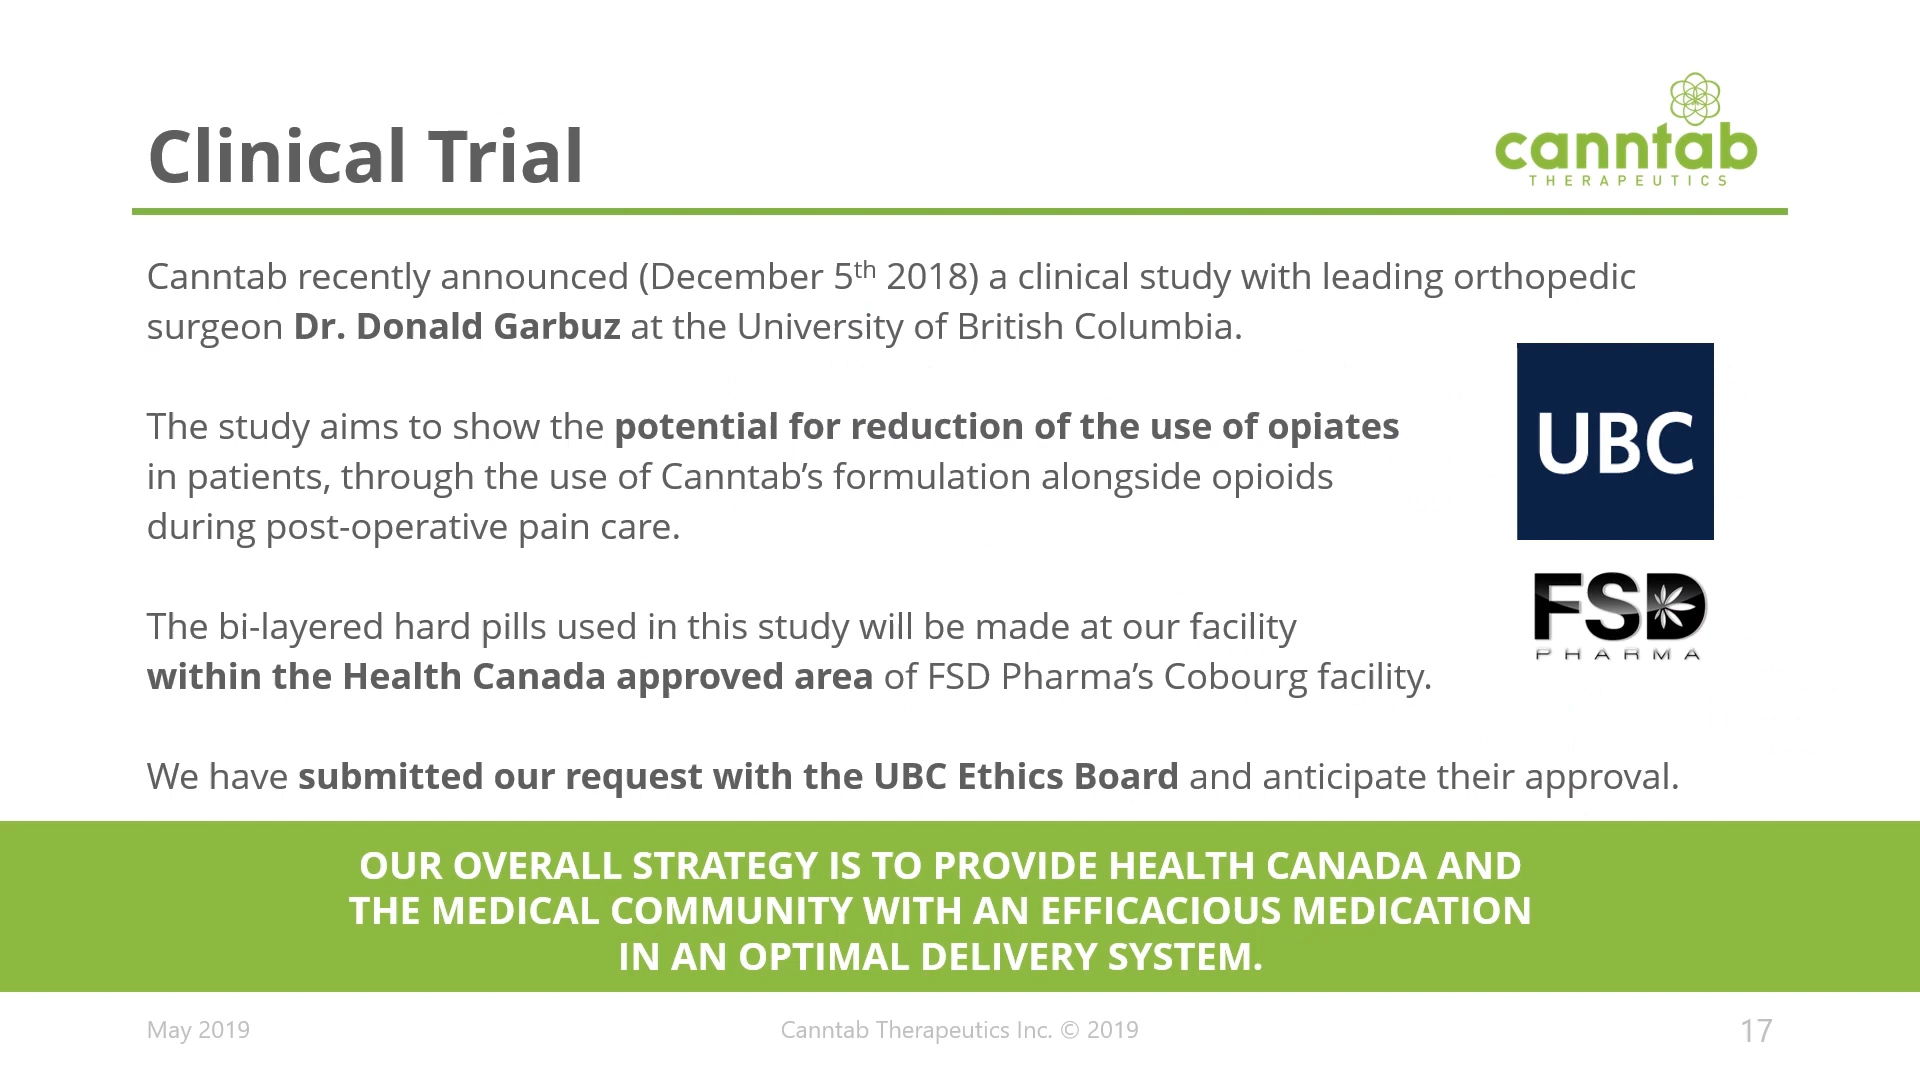 Clinical Trial
canntab
THERAPEUTICS
Canntab recently announced (December 5th 2018) a clinical study with leading orthopedic
surgeon Dr. Donald Garbuz at the University of British Columbia.
The study aims to show the potential for reduction of the use of opiates
in patients, through the use of Canntab’s formulation alongside opioids
during post-operative pain care.
UBC
FSD
PHARMA
The bi-layered hard pills used in this study will be made at our facility
within the Health Canada approved area of FSD Pharma’s Cobourg facility.
We have submitted our request with the UBC Ethics Board and anticipate their approval.
OUR OVERALL STRATEGY IS TO PROVIDE HEALTH CANADA AND
THE MEDICAL COMMUNITY WITH AN EFFICACIOUS MEDICATION
IN AN OPTIMAL DELIVERY SYSTEM.
May 2019
Canntab Therapeutics Inc. © 2019
17